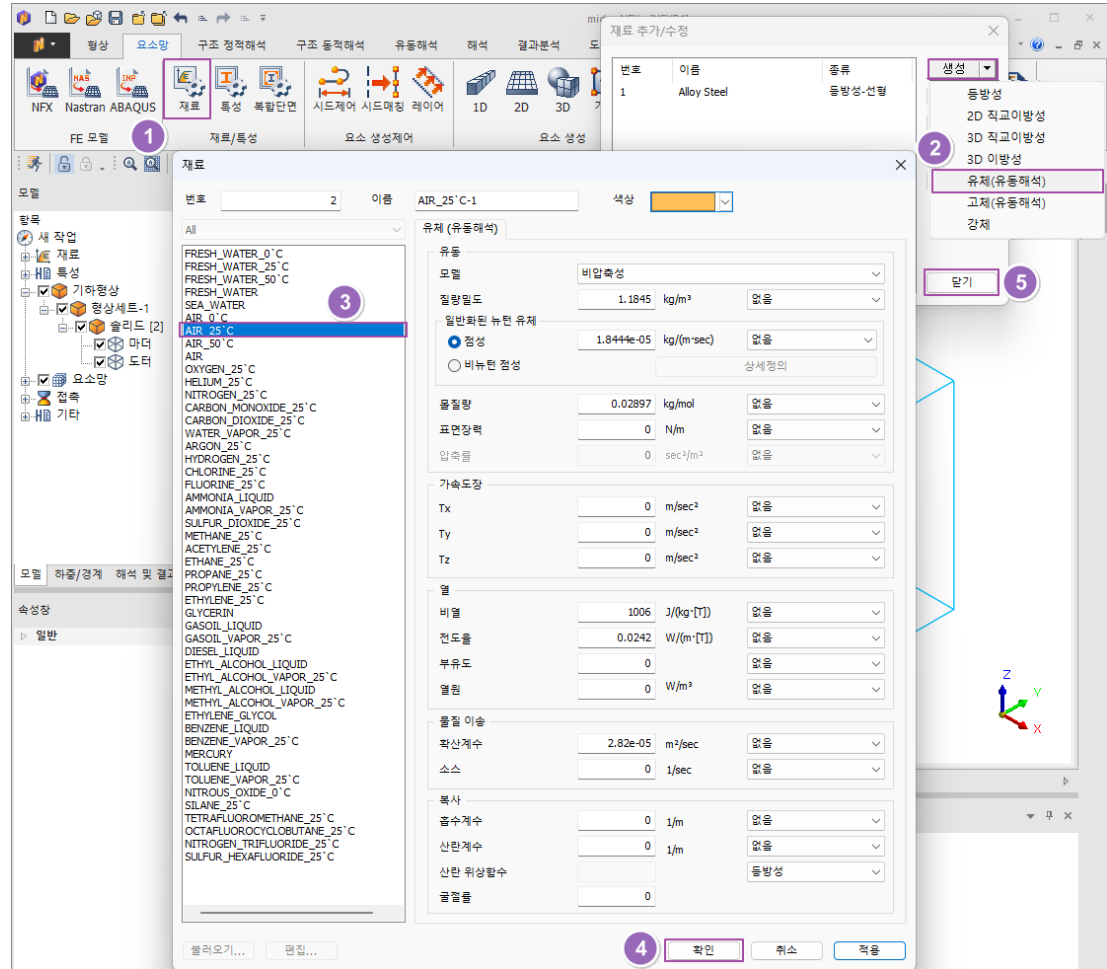 재료 추가/수정
형상 요소망 구조 정적해석 구조 동적해석 유동해석 해석 결과분석
NAS INP
NFX Nastran ABAQUS 재료 특성 복합단면 시드제어 시드매칭 레이어 1D 2D 3D
FE 모델 재료/특성 요소 생성제어 요소 생성
1
번호 이름 종류
1 Alloy Steel 등방성-선형
생성
등방성
2D 직교이방성
3D 직교이방성
2
3D 이방성
유체(유동해석)
고체(유동해석)
강체
닫기
5
모델
항목
새 작업
재료
특성
기하형상
형상세트-1
솔리드 [2]
마더
도터
요소망
접촉
기타
모델 하중/경계 해석 및 결과
속성창
일반
재료
번호 2 이름 AIR_25`C-1 색상
All
FRESH_WATER_0`C
FRESH_WATER_25`C
FRESH_WATER_50`C
FRESH_WATER
SEA_WATER
AIR_0`C
AIR_25`C
AIR_50`C
AIR
OXYGEN_25`C
HELIUM_25`C
NITROGEN_25`C
CARBON_MONOXIDE_25`C
CARBON_DIOXIDE_25`C
WATER_VAPOR_25`C
ARGON_25`C
HYDROGEN_25`C
CHLORINE_25`C
FLUORINE_25`C
AMMONIA_LIQUID
AMMONIA_VAPOR_25`C
SULFUR_DIOXIDE_25`C
METHANE_25`C
ACETYLENE_25`C
ETHANE_25`C
PROPANE_25`C
PROPYLENE_25`C
ETHYLENE_25`C
GLYCERIN
GASOIL_LIQUID
GASOIL_VAPOR_25`C
DIESEL_LIQUID
ETHYL_ALCOHOL_LIQUID
ETHYL_ALCOHOL_VAPOR_25`C
METHYL_ALCOHOL_LIQUID
METHYL_ALCOHOL_VAPOR_25`C
ETHYLENE_GLYCOL
BENZENE_LIQUID
BENZENE_VAPOR_25`C
MERCURY
TOLUENE_LIQUID
TOLUENE_VAPOR_25`C
NITROUS_OXIDE_0`C
SILANE_25`C
TETRAFLUOROMETHANE_25`C
OCTAFLUOROCYCLOBUTANE_25`C
NITROGEN_TRIFLUORIDE_25`C
SULFUR_HEXAFLUORIDE_25`C
3
불러오기... 편집...
유체 (유동해석)
유동
모델 비압축성
질량밀도 1.1845 kg/m³ 없음
일반화된 뉴턴 유체
점성 1.8444e-05 kg/(m·sec) 없음
비뉴턴 점성 상세정의
몰질량 0.02897 kg/mol 없음
표면장력 0 N/m 없음
압축률 0 sec²/m² 없음
가속도장
Tx 0 m/sec² 없음
Ty 0 m/sec² 없음
Tz 0 m/sec² 없음
열
비열 1006 J/(kg·[T]) 없음
전도율 0.0242 W/(m·[T]) 없음
부유도 0 없음
열원 0 W/m³ 없음
물질 이송
확산계수 2.82e-05 m²/sec 없음
소스 0 1/sec 없음
복사
흡수계수 0 1/m 없음
산란계수 0 1/m 없음
산란 위상함수 등방성
굴절률 0
4
확인 취소 적용
Z
Y
X